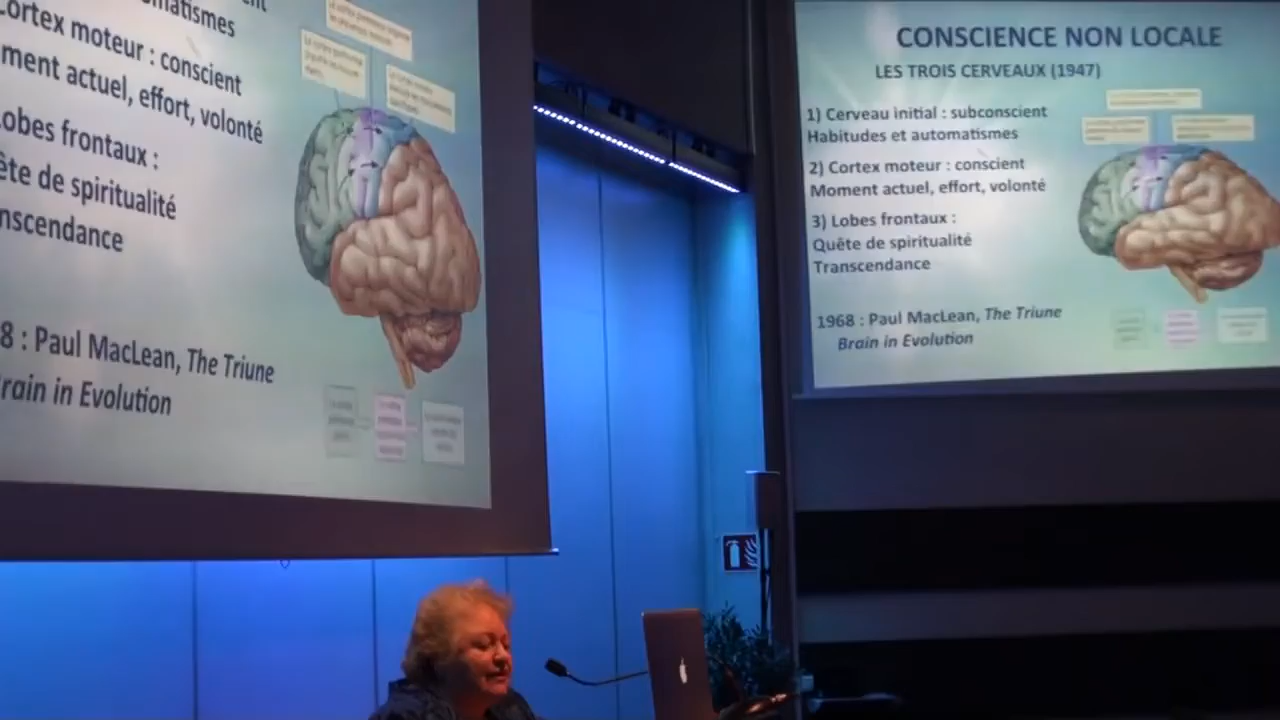 matismes
ortex moteur : conscient
ment actuel, effort, volonté
obes frontaux :
ête de spiritualité
nscendance
8 : Paul MacLean, The Triune
rain in Evolution
CONSCIENCE NON LOCALE
LES TROIS CERVEAUX (1947)
1) Cerveau initial : subconscient
Habitudes et automatismes
2) Cortex moteur : conscient
Moment actuel, effort, volonté
3) Lobes frontaux :
Quête de spiritualité
Transcendance
1968 : Paul MacLean, The Triune
Brain in Evolution